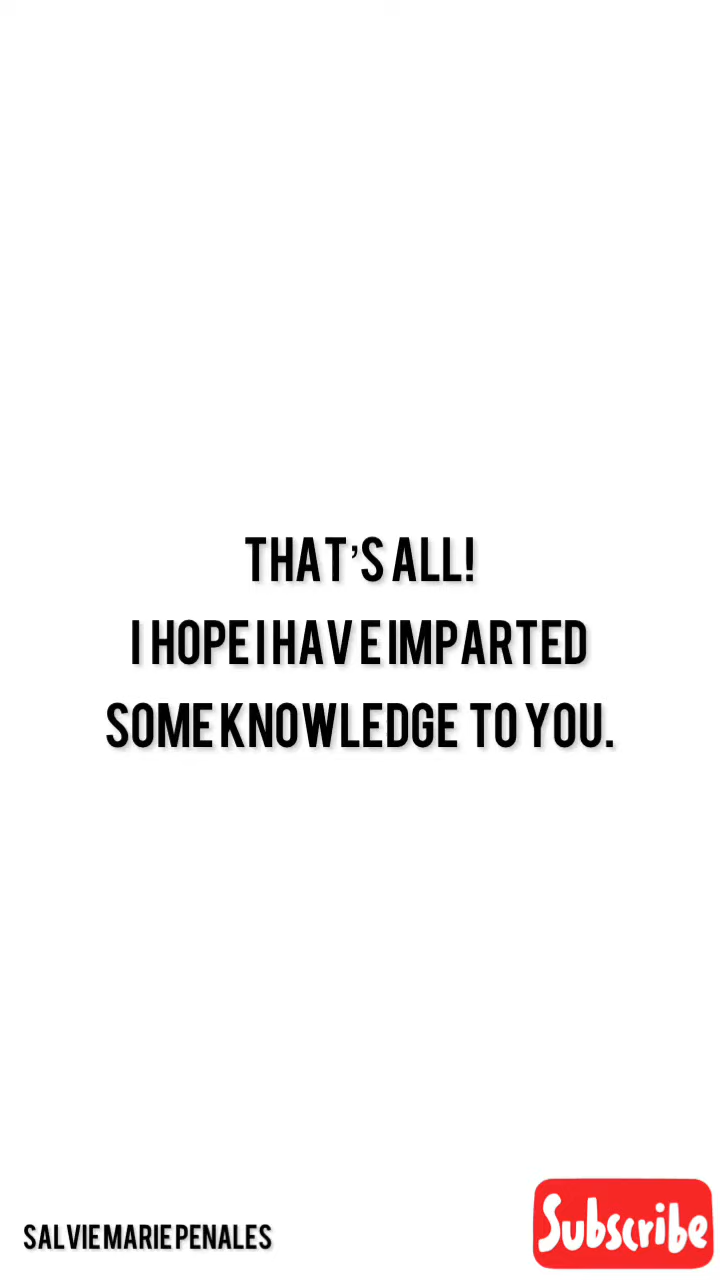 THAT'S ALL!
I HOPE I HAVE IMPARTED
SOME KNOWLEDGE TO YOU.
SALVIE MARIE PENALES
Subscribe